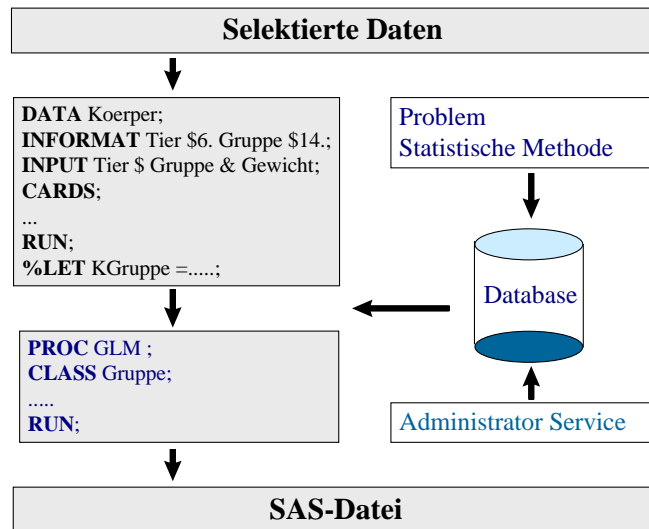 Selektierte Daten
DATA Koerper;
INFORMAT Tier $6. Gruppe $14.;
INPUT Tier $ Gruppe & Gewicht;
CARDS;
...
RUN;
%LET KGruppe =.....;
Problem
Statistische Methode
Database
PROC GLM ;
CLASS Gruppe;
.....
RUN;
Administrator Service
SAS-Datei